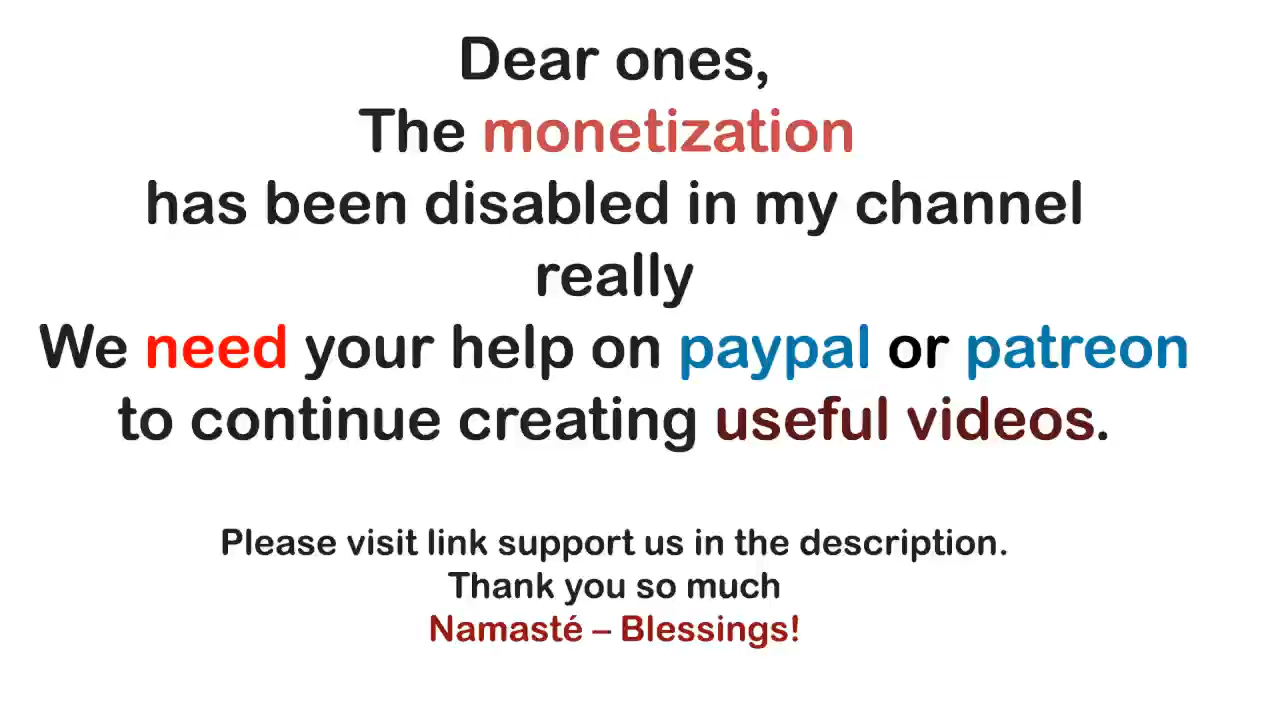 Dear ones,
The monetization
has been disabled in my channel
really
We need your help on paypal or patreon
to continue creating useful videos.
Please visit link support us in the description.
Thank you so much
Namasté – Blessings!